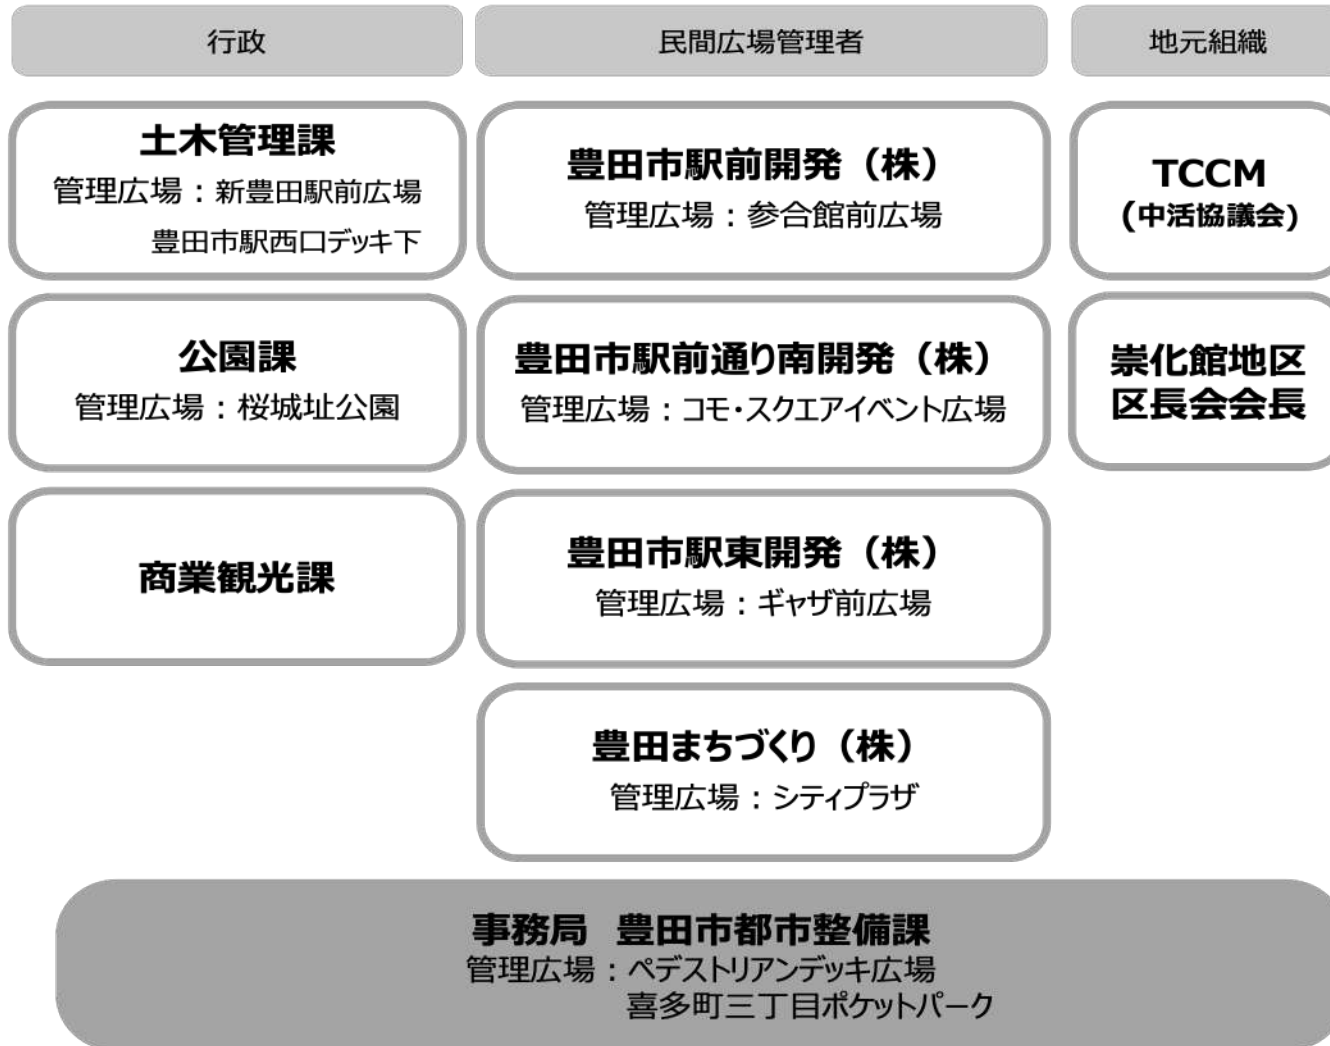 行政
民間広場管理者
地元組織
土木管理課
管理広場：新豊田駅前広場
豊田市駅西口デッキ下
公園課
管理広場：桜城址公園
商業観光課
豊田市駅前開発（株）
管理広場：参合館前広場
豊田市駅前通り南開発（株）
管理広場：コモ・スクエアイベント広場
豊田市駅東開発（株）
管理広場：ギャザ前広場
豊田まちづくり（株）
管理広場：シティプラザ
TCCM
(中活協議会)
崇化館地区
区長会会長
事務局 豊田市都市整備課
管理広場：ペデストリアンデッキ広場
喜多町三丁目ポケットパーク